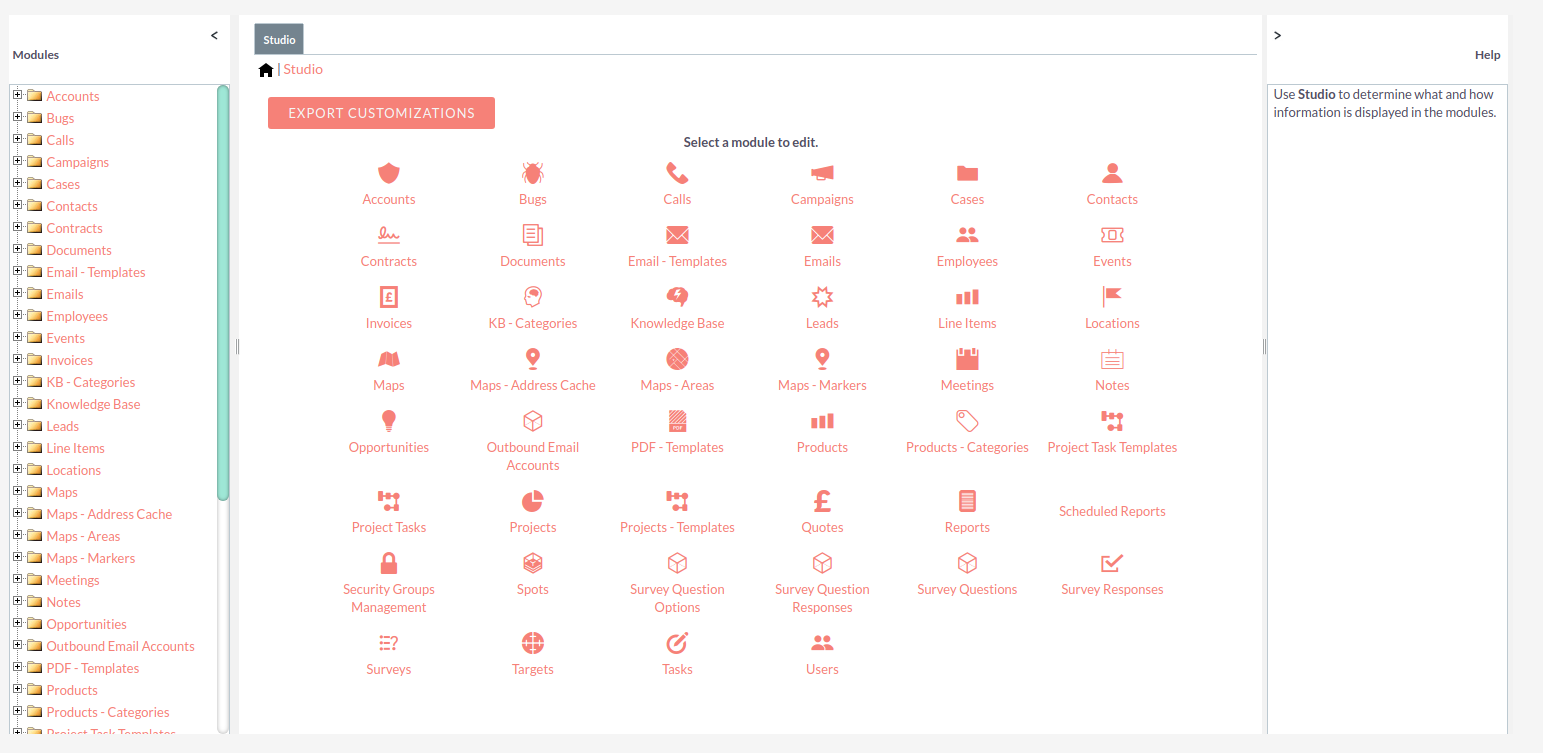 <
Modules
Accounts
Bugs
Calls
Campaigns
Cases
Contacts
Contracts
Documents
Email - Templates
Emails
Employees
Events
Invoices
KB - Categories
Knowledge Base
Leads
Line Items
Locations
Maps
Maps - Address Cache
Maps - Areas
Maps - Markers
Meetings
Notes
Opportunities
Outbound Email Accounts
PDF - Templates
Products
Products - Categories
Project Task Templates
Studio
| Studio
EXPORT CUSTOMIZATIONS
Select a module to edit.
Accounts Bugs Calls Campaigns Cases Contacts
Contracts Documents Email - Templates Emails Employees Events
£
Invoices KB - Categories Knowledge Base Leads Line Items Locations
Maps Maps - Address Cache Maps - Areas Maps - Markers Meetings Notes
PDF
Opportunities Outbound Email PDF - Templates Products Products - Categories Project Task Templates
Accounts
£
Project Tasks Projects Projects - Templates Quotes Reports Scheduled Reports
Security Groups Spots Survey Question Survey Question Survey Questions Survey Responses
Management Options Responses
?
Surveys Targets Tasks Users
>
Help
Use Studio to determine what and how
information is displayed in the modules.